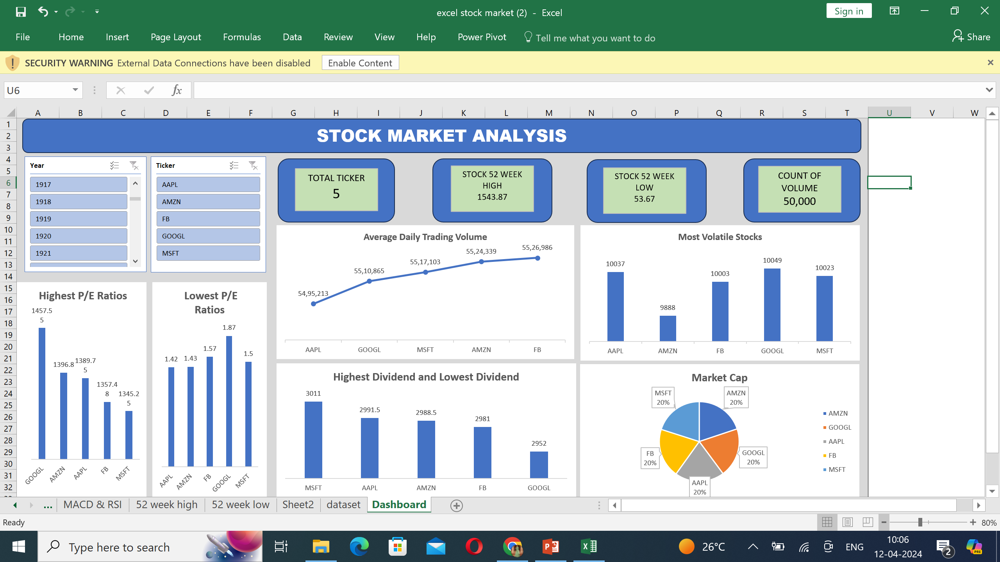 excel stock market (2) - Excel
Sign in
File Home Insert Page Layout Formulas Data Review View Help Power Pivot Tell me what you want to do Share
SECURITY WARNING External Data Connections have been disabled Enable Content
U6
fx
A B C D E F G H I J K L M N O P Q R S T U V W
1
2
3
4
5
6
7
8
9
10
11
12
13
14
15
16
17
18
19
20
21
22
23
24
25
26
27
28
29
30
31
32
STOCK MARKET ANALYSIS
Year
1917
1918
1919
1920
1921
Ticker
AAPL
AMZN
FB
GOOGL
MSFT
TOTAL TICKER
5
STOCK 52 WEEK
HIGH
1543.87
STOCK 52 WEEK
LOW
53.67
COUNT OF
VOLUME
50,000
Highest P/E Ratios
1457.5
5
1396.8
1389.7
5
1357.4
8
1345.2
5
GOOGL AMZN AAPL FB MSFT
Lowest P/E
Ratios
1.42 1.43 1.57 1.87 1.5
AAPL AMZN FB GOOGL MSFT
Average Daily Trading Volume
54,95,213 55,10,865 55,17,103 55,24,339 55,26,986
AAPL GOOGL MSFT AMZN FB
Most Volatile Stocks
10037 9888 10003 10049 10023
AAPL AMZN FB GOOGL MSFT
Highest Dividend and Lowest Dividend
3011 2991.5 2988.5 2981 2952
MSFT AAPL AMZN FB GOOGL
Market Cap
MSFT
20%
AMZN
20%
FB
20%
GOOGL
20%
AAPL
20%
AMZN
GOOGL
AAPL
FB
MSFT
... MACD & RSI 52 week high 52 week low Sheet2 dataset Dashboard
Ready
80%
Type here to search
26°C
ENG
10:06
12-04-2024
2
PRE